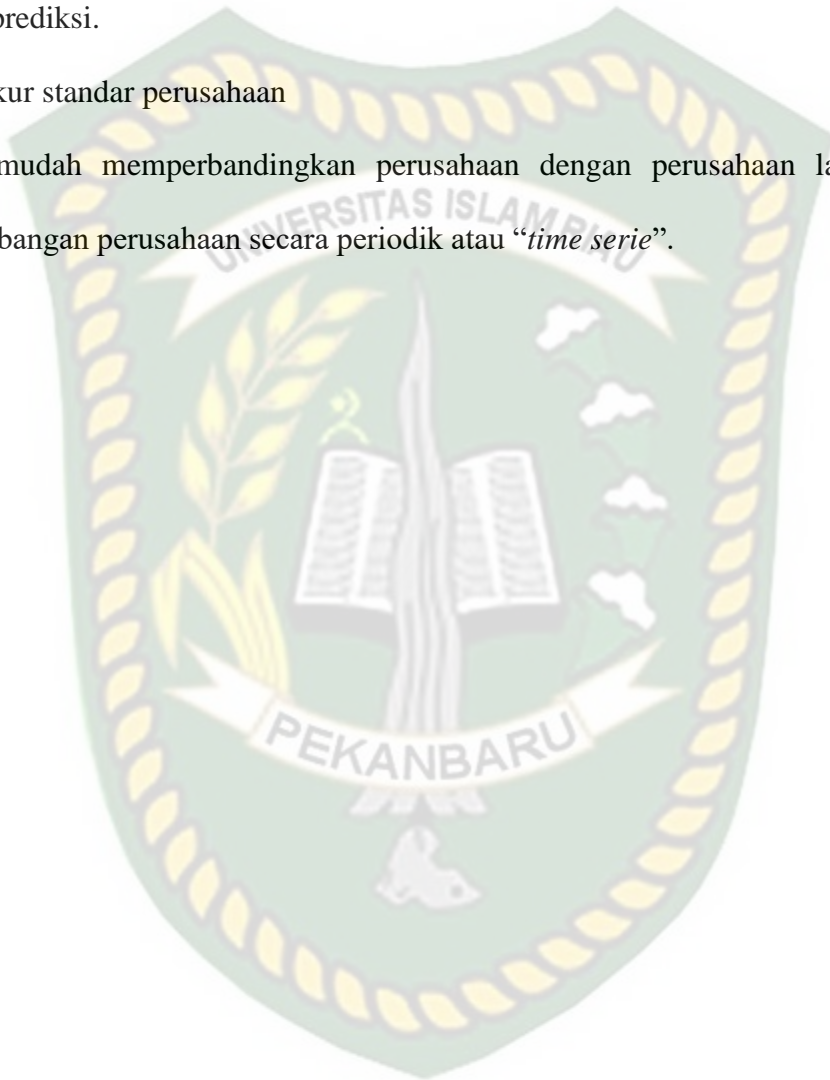 prediksi.
kur standar perusahaan
mudah memperbandingkan perusahaan dengan perusahaan la
bangan perusahaan secara periodik atau “time serie”.
UNIVERSITAS ISLAM RIAU
PEKANBARU